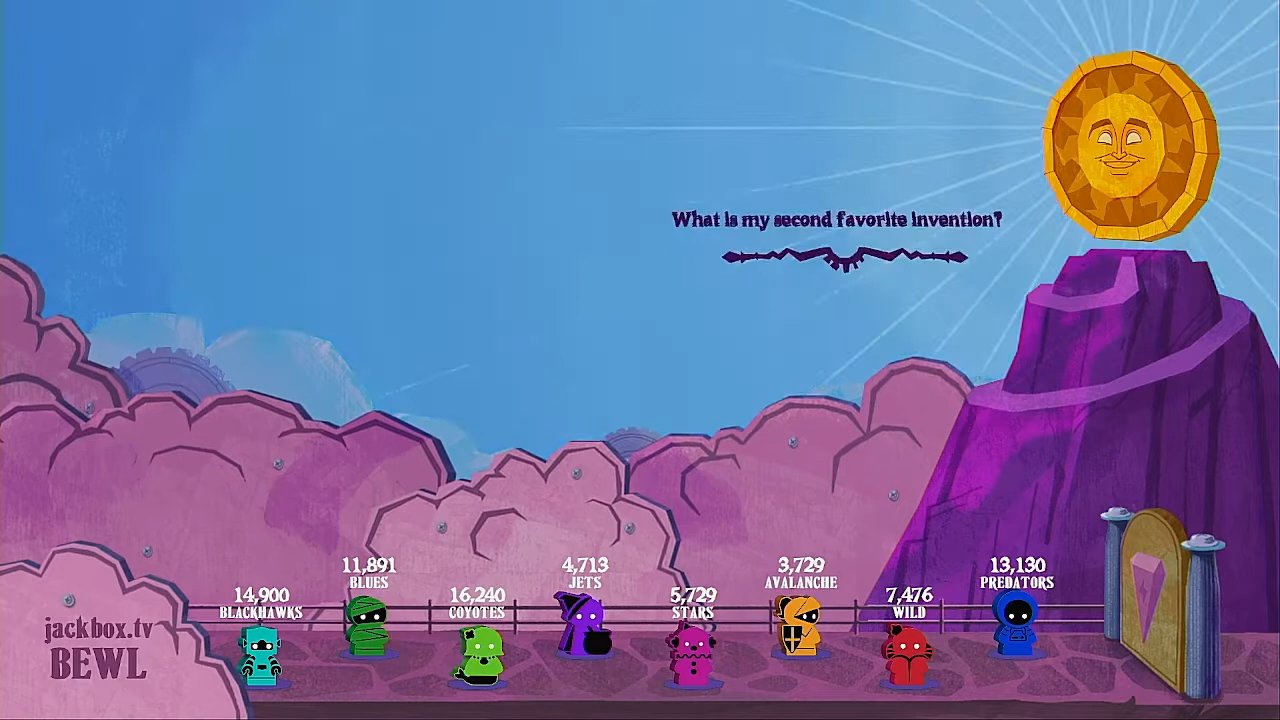 What is my second favorite invention?
14,900
BLACKHAWKS
11,891
BLUES
16,240
COYOTES
4,713
JETS
5,729
STARS
3,729
AVALANCHE
7,476
WILD
13,130
PREDATORS
jackbox.tv
BEWL